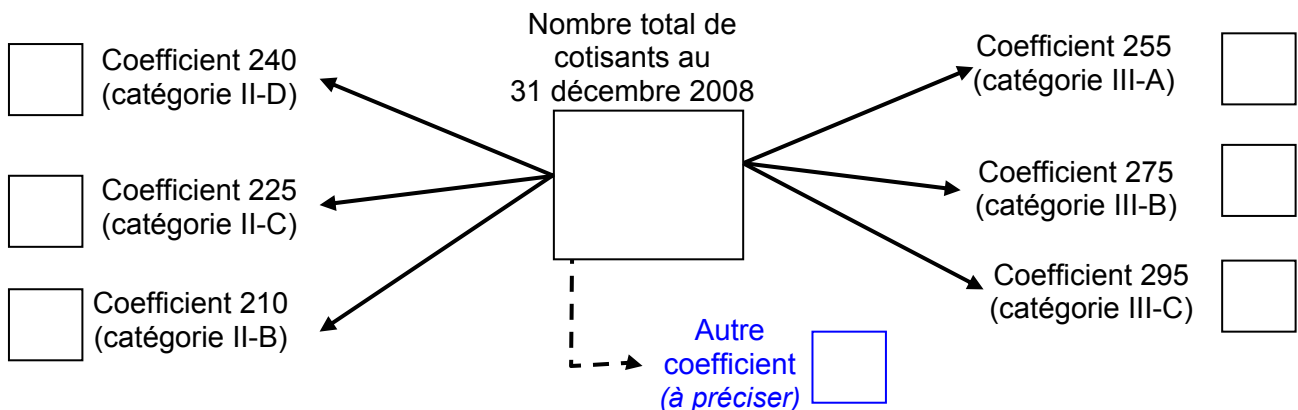 Nombre total de
cotisants au
31 décembre 2008
Coefficient 240
(catégorie II-D)
Coefficient 225
(catégorie II-C)
Coefficient 210
(catégorie II-B)
Coefficient 255
(catégorie III-A)
Coefficient 275
(catégorie III-B)
Coefficient 295
(catégorie III-C)
Autre
coefficient
(à préciser)